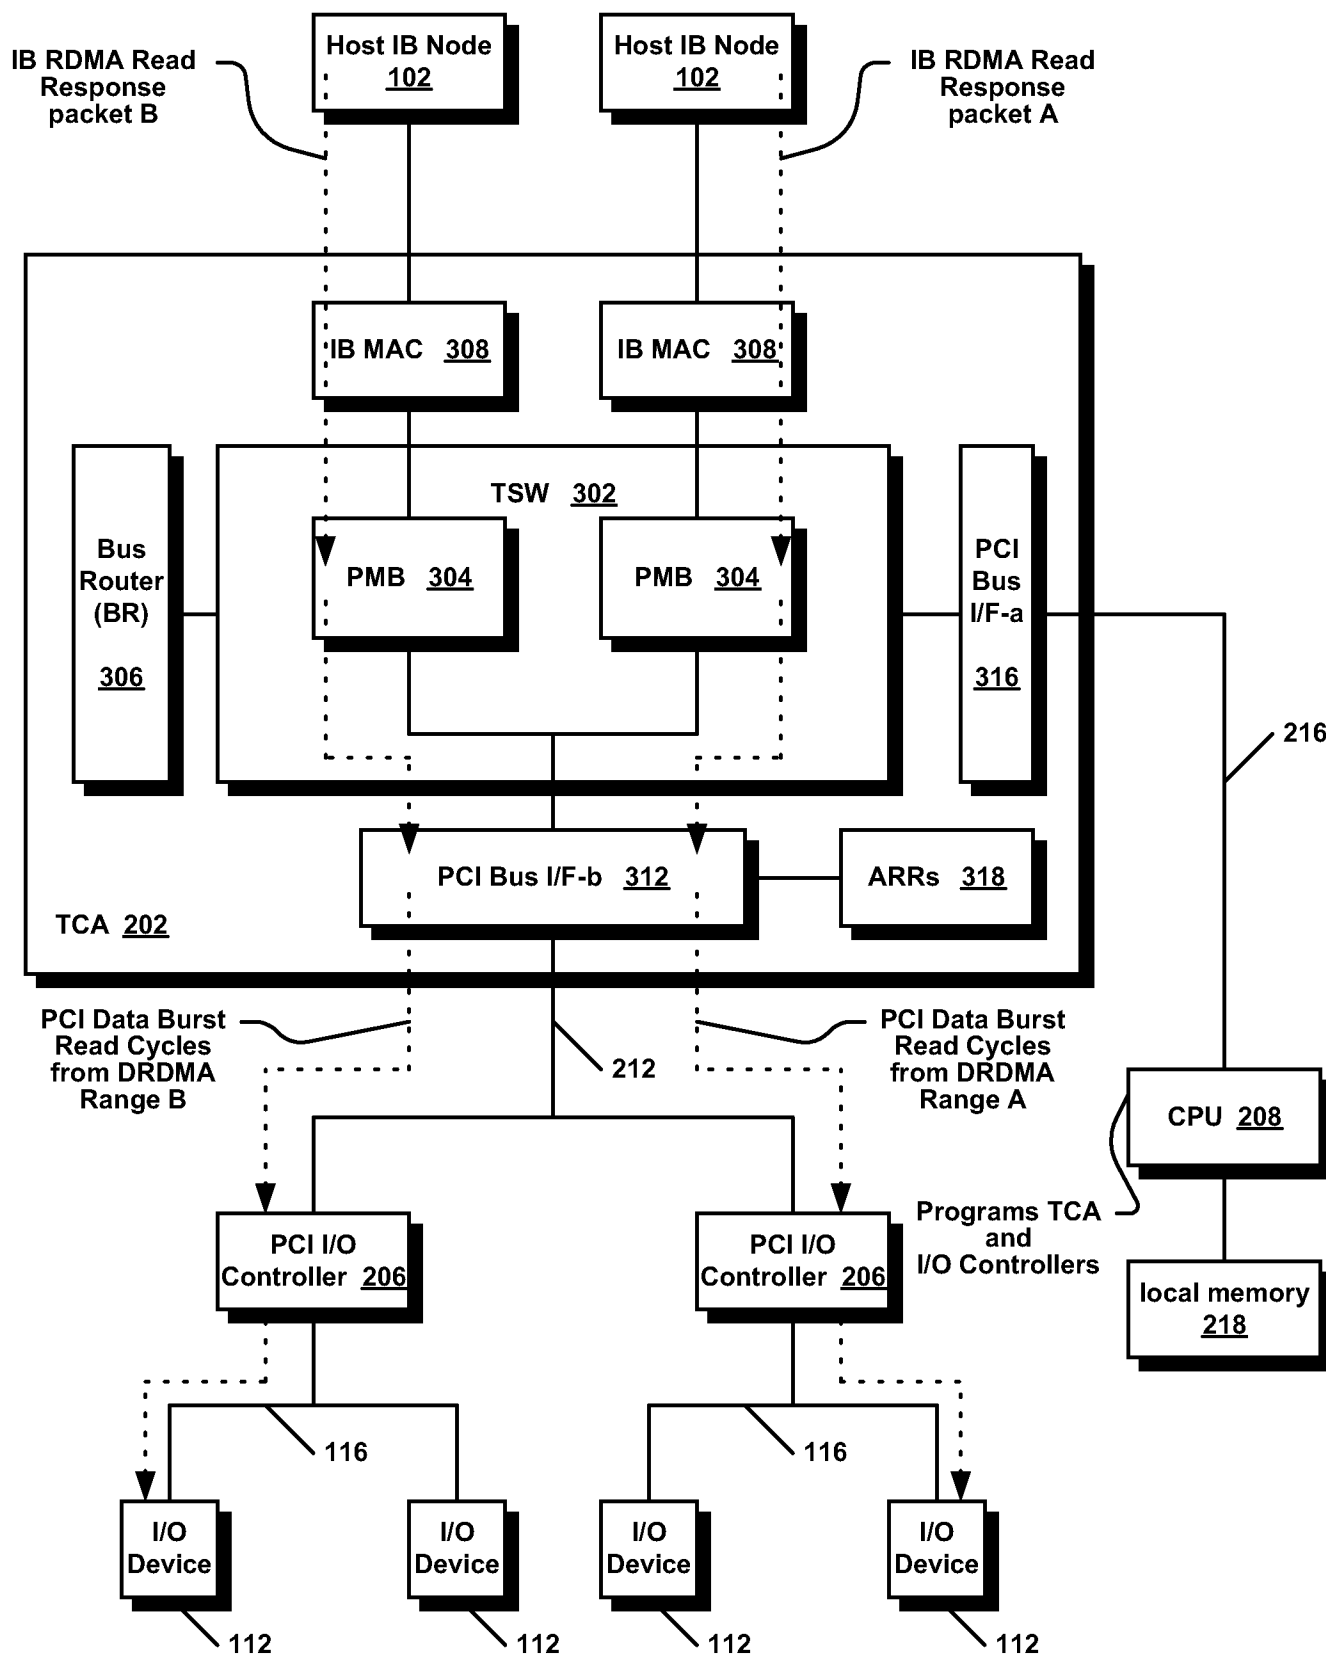 Host IB Node
102
Host IB Node
102
IB RDMA Read
Response
packet B
IB RDMA Read
Response
packet A
IB MAC 308
IB MAC 308
TSW 302
Bus
Router
(BR)
306
PMB 304
PMB 304
PCI
Bus
I/F-a
316
216
PCI Bus I/F-b 312
ARRs 318
TCA 202
PCI Data Burst
Read Cycles
from DRDMA
Range B
212
PCI Data Burst
Read Cycles
from DRDMA
Range A
CPU 208
Programs TCA
and
I/O Controllers
PCI I/O
Controller 206
PCI I/O
Controller 206
local memory
218
116
116
I/O
Device
I/O
Device
I/O
Device
I/O
Device
112
112
112
112